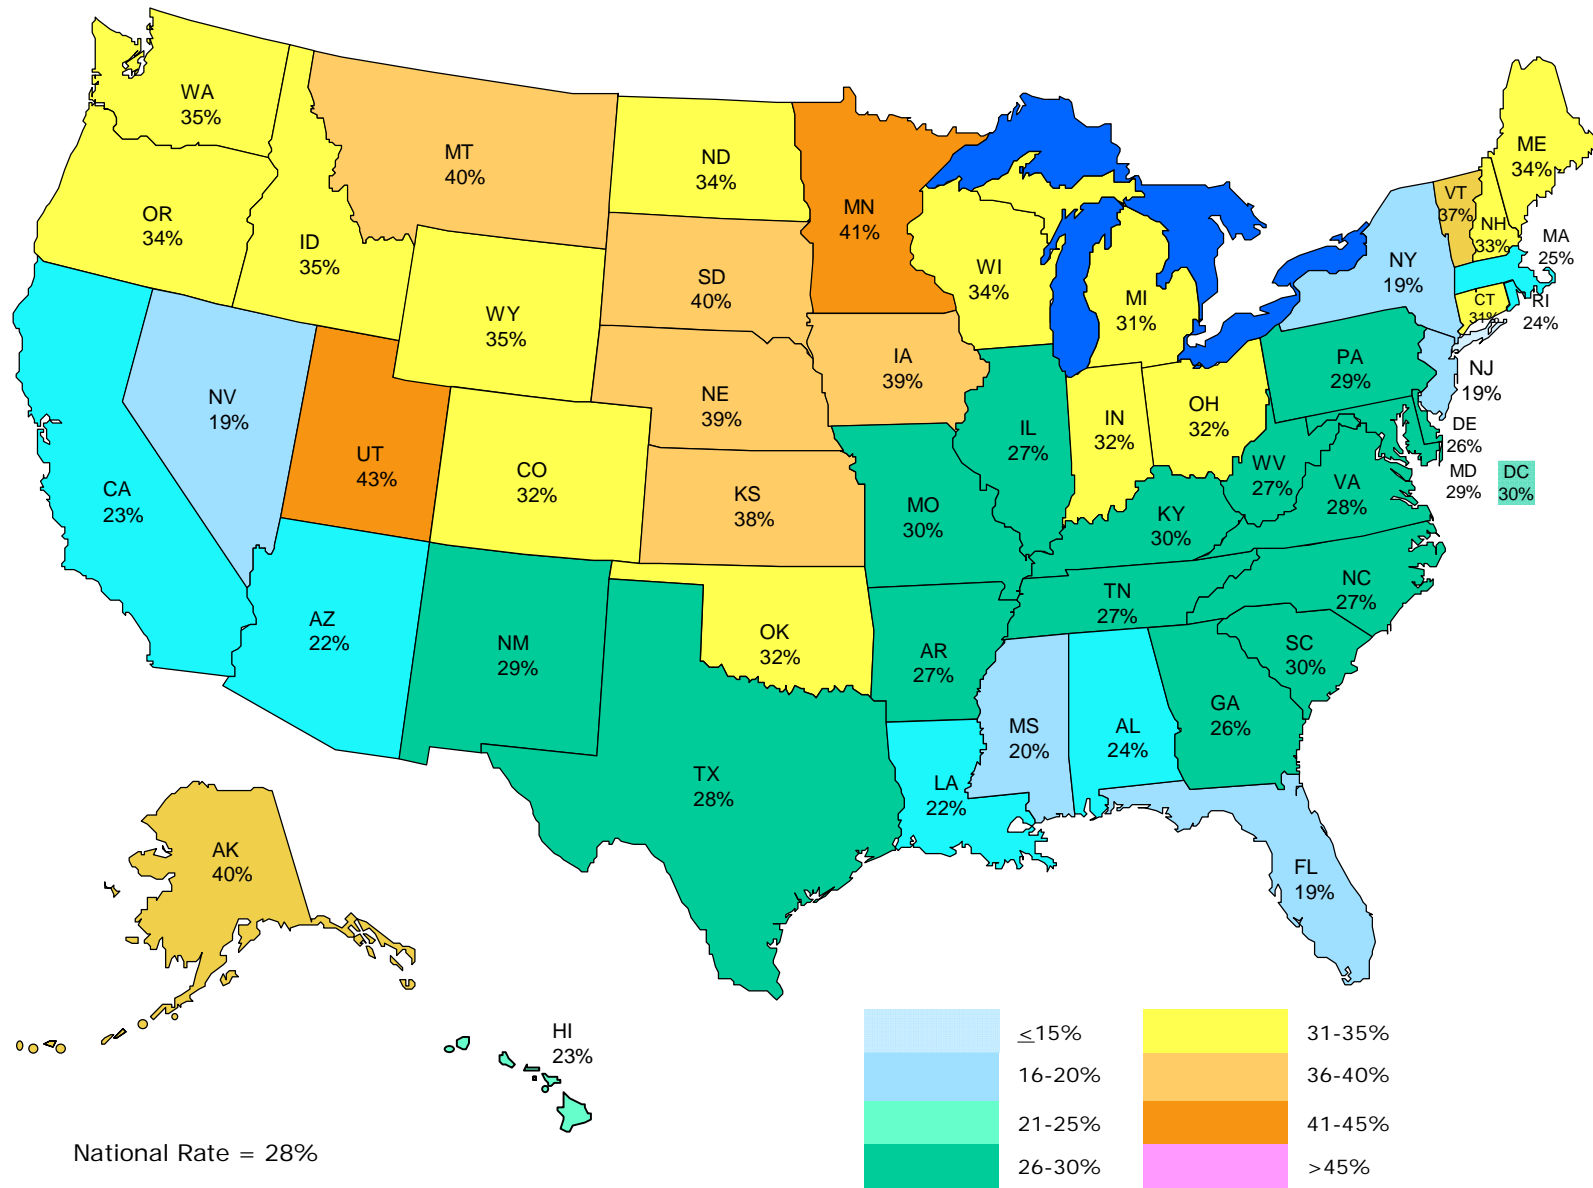 WA
35%
MT
40%
ND
34%
MN
41%
OR
34%
ID
35%
WY
35%
SD
40%
WI
34%
MI
31%
ME
34%
VT
37%
NH
33%
MA
25%
NY
19%
CT
31%
RI
24%
NV
19%
UT
43%
CO
32%
NE
39%
IA
39%
KS
38%
IL
27%
IN
32%
OH
32%
PA
29%
NJ
19%
DE
26%
MD
29%
DC
30%
CA
23%
AZ
22%
NM
29%
OK
32%
MO
30%
KY
30%
WV
27%
VA
28%
TN
27%
NC
27%
AR
27%
SC
30%
MS
20%
AL
24%
GA
26%
TX
28%
LA
22%
FL
19%
AK
40%
HI
23%
≤15%
16-20%
21-25%
26-30%
31-35%
36-40%
41-45%
>45%
National Rate = 28%